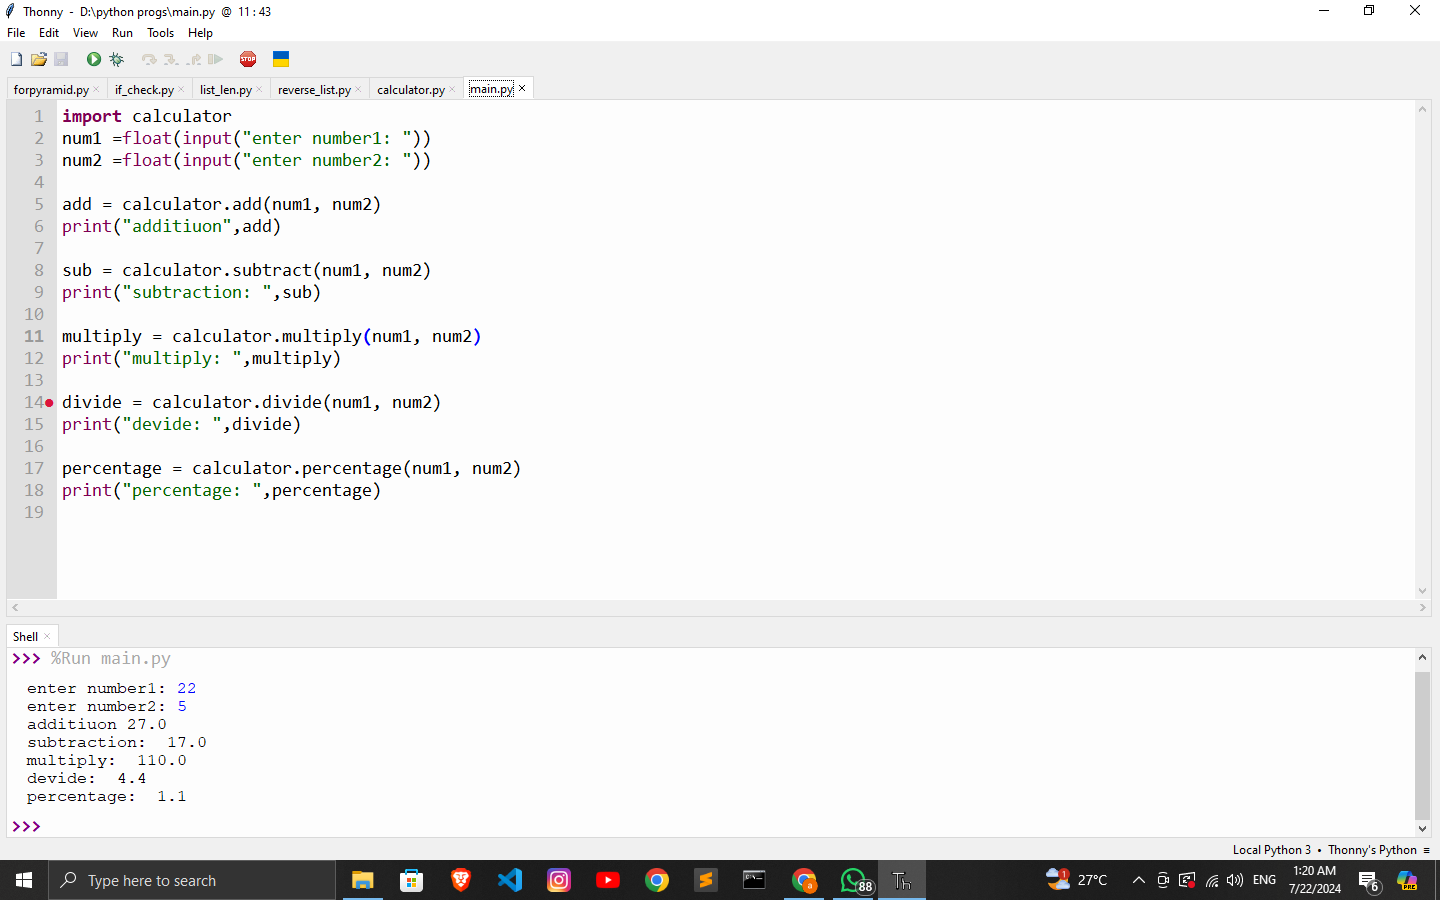 Thonny - D:\python progs\main.py @ 11 : 43
File Edit View Run Tools Help
STOP
forpyramid.py × if_check.py × list_len.py × reverse_list.py × calculator.py × main.py ×
1 import calculator
2 num1 =float(input("enter number1: "))
3 num2 =float(input("enter number2: "))
4
5 add = calculator.add(num1, num2)
6 print("additiuon",add)
7
8 sub = calculator.subtract(num1, num2)
9 print("subtraction: ",sub)
10
11 multiply = calculator.multiply(num1, num2)
12 print("multiply: ",multiply)
13
14 divide = calculator.divide(num1, num2)
15 print("devide: ",divide)
16
17 percentage = calculator.percentage(num1, num2)
18 print("percentage: ",percentage)
19
Shell ×
>>> %Run main.py
enter number1: 22
enter number2: 5
additiuon 27.0
subtraction:  17.0
multiply:  110.0
devide:  4.4
percentage:  1.1
>>>
Local Python 3 • Thonny's Python ≡
Type here to search
88
Th
1
27°C
ENG
1:20 AM
7/22/2024
6
PRE